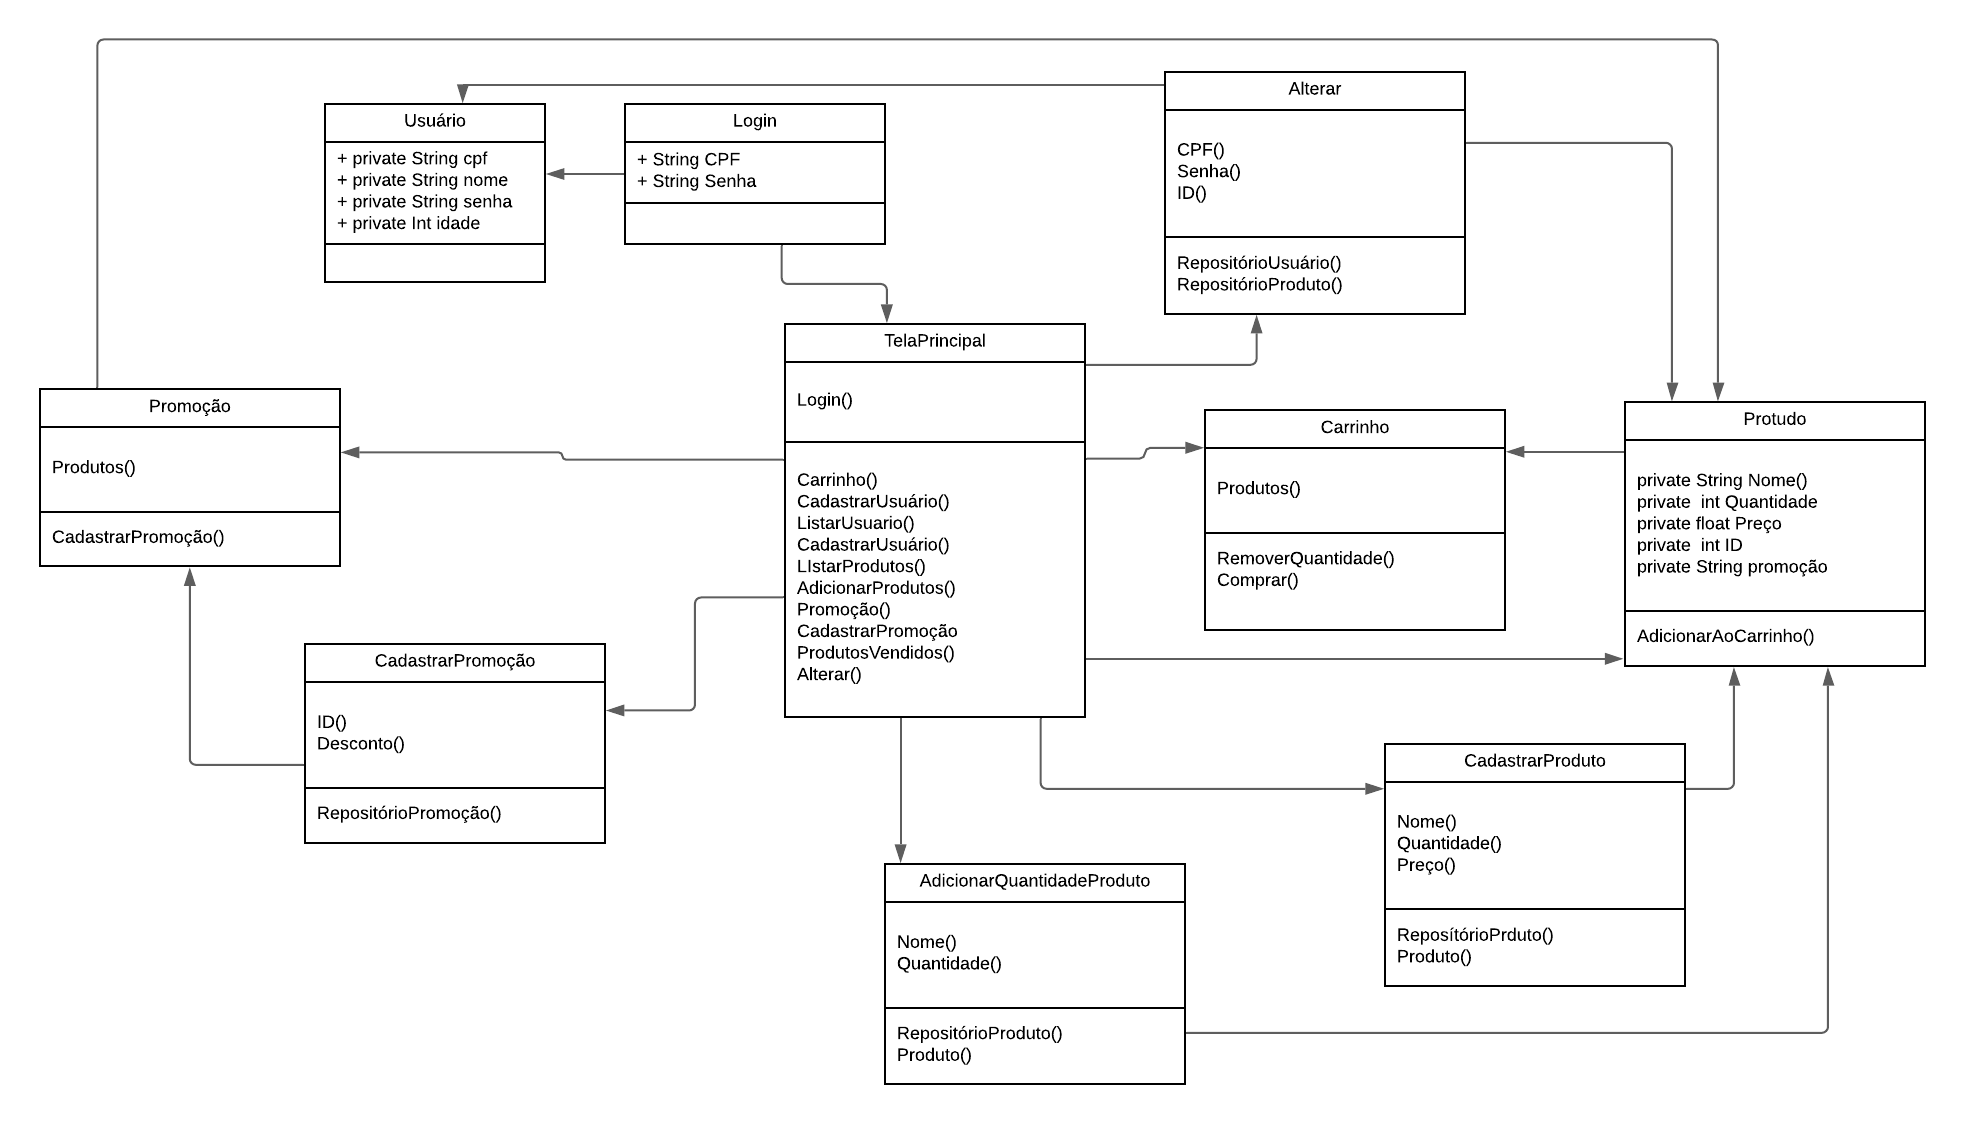 Usuário
+ private String cpf
+ private String nome
+ private String senha
+ private Int idade
Login
+ String CPF
+ String Senha
Alterar
CPF()
Senha()
ID()
RepositórioUsuário()
RepositórioProduto()
TelaPrincipal
Login()
Carrinho()
CadastrarUsuário()
ListarUsuario()
CadastrarUsuário()
LIstarProdutos()
AdicionarProdutos()
Promoção()
CadastrarPromoção
ProdutosVendidos()
Alterar()
Promoção
Produtos()
CadastrarPromoção()
Carrinho
Produtos()
RemoverQuantidade()
Comprar()
Protudo
private String Nome()
private  int Quantidade
private float Preço
private  int ID
private String promoção
AdicionarAoCarrinho()
CadastrarPromoção
ID()
Desconto()
RepositórioPromoção()
CadastrarProduto
Nome()
Quantidade()
Preço()
ReposítórioPrduto()
Produto()
AdicionarQuantidadeProduto
Nome()
Quantidade()
RepositórioProduto()
Produto()